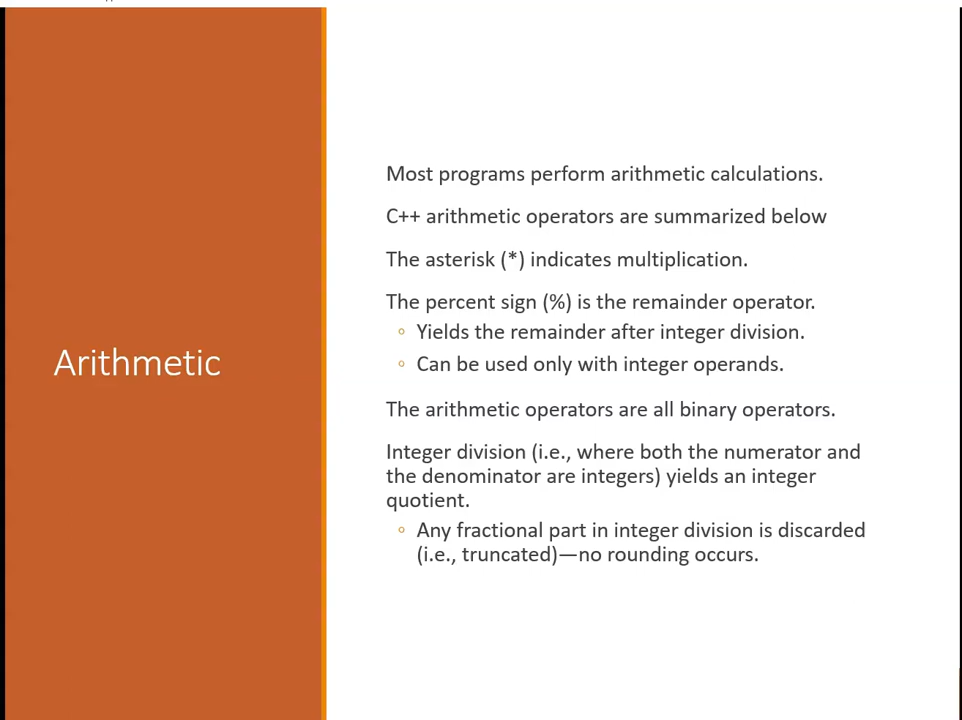 Arithmetic
Most programs perform arithmetic calculations.
C++ arithmetic operators are summarized below
The asterisk (*) indicates multiplication.
The percent sign (%) is the remainder operator.
◦ Yields the remainder after integer division.
◦ Can be used only with integer operands.
The arithmetic operators are all binary operators.
Integer division (i.e., where both the numerator and
the denominator are integers) yields an integer
quotient.
◦ Any fractional part in integer division is discarded
(i.e., truncated)—no rounding occurs.